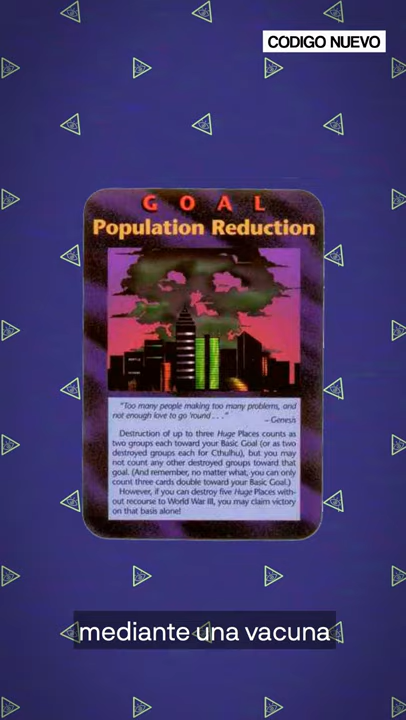 CODIGO NUEVO
GOAL
Population Reduction
"Too many people making too many problems, and
not enough love to go 'round . . ."
– Genesis
Destruction of up to three Huge Places counts as
two groups each toward your Basic Goal (or as two
destroyed groups each for Cthulhu), but you may
not count any other destroyed groups toward that
goal. (And remember, no matter what, you can only
count three cards double toward your Basic Goal.)
However, if you can destroy five Huge Places with-
out recourse to World War III, you may claim victory
on that basis alone!
mediante una vacuna